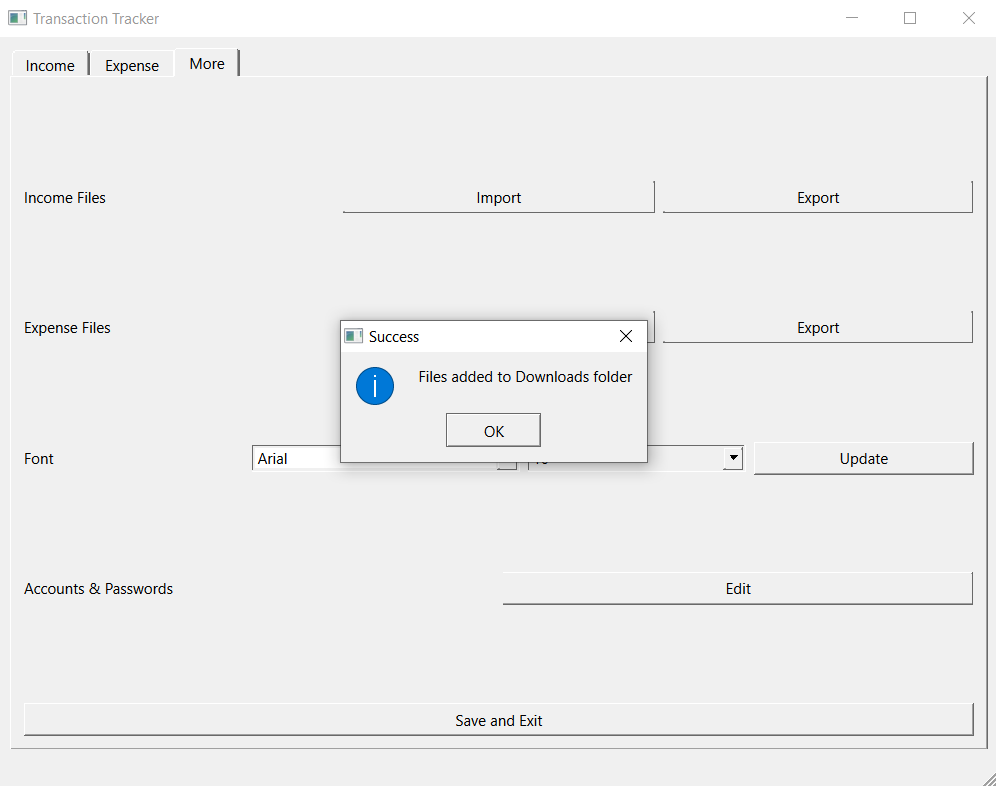 Transaction Tracker
Income
Expense
More
Income Files
Import
Export
Expense Files
Export
Success
Files added to Downloads folder
OK
Font
Arial
Update
Accounts & Passwords
Edit
Save and Exit